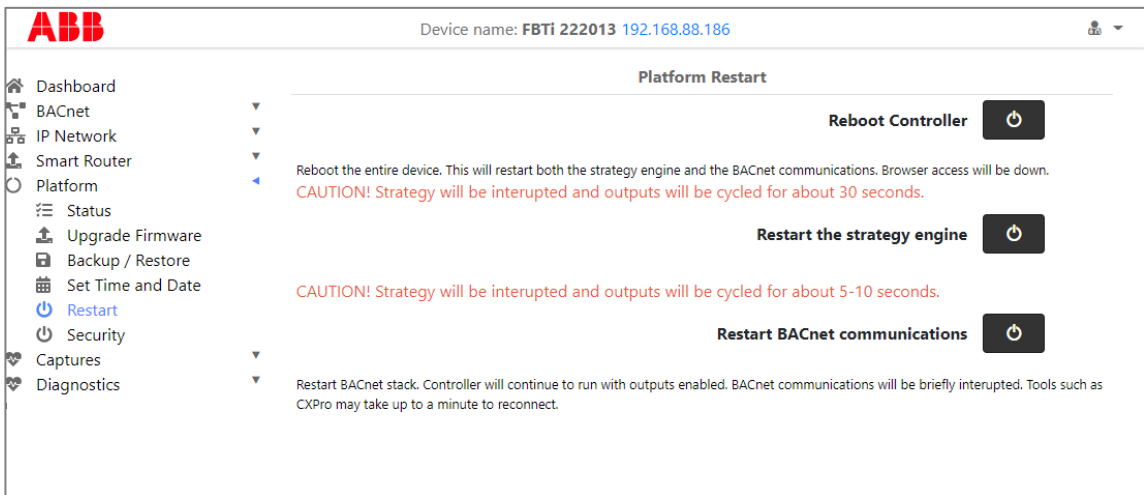 ABB
Device name: FBTi 222013 192.168.88.186
Dashboard
BACnet
IP Network
Smart Router
Platform
Status
Upgrade Firmware
Backup / Restore
Set Time and Date
Restart
Security
Captures
Diagnostics
Platform Restart
Reboot Controller
Reboot the entire device. This will restart both the strategy engine and the BACnet communications. Browser access will be down.
CAUTION! Strategy will be interupted and outputs will be cycled for about 30 seconds.
Restart the strategy engine
CAUTION! Strategy will be interupted and outputs will be cycled for about 5-10 seconds.
Restart BACnet communications
Restart BACnet stack. Controller will continue to run with outputs enabled. BACnet communications will be briefly interupted. Tools such as
CXPro may take up to a minute to reconnect.